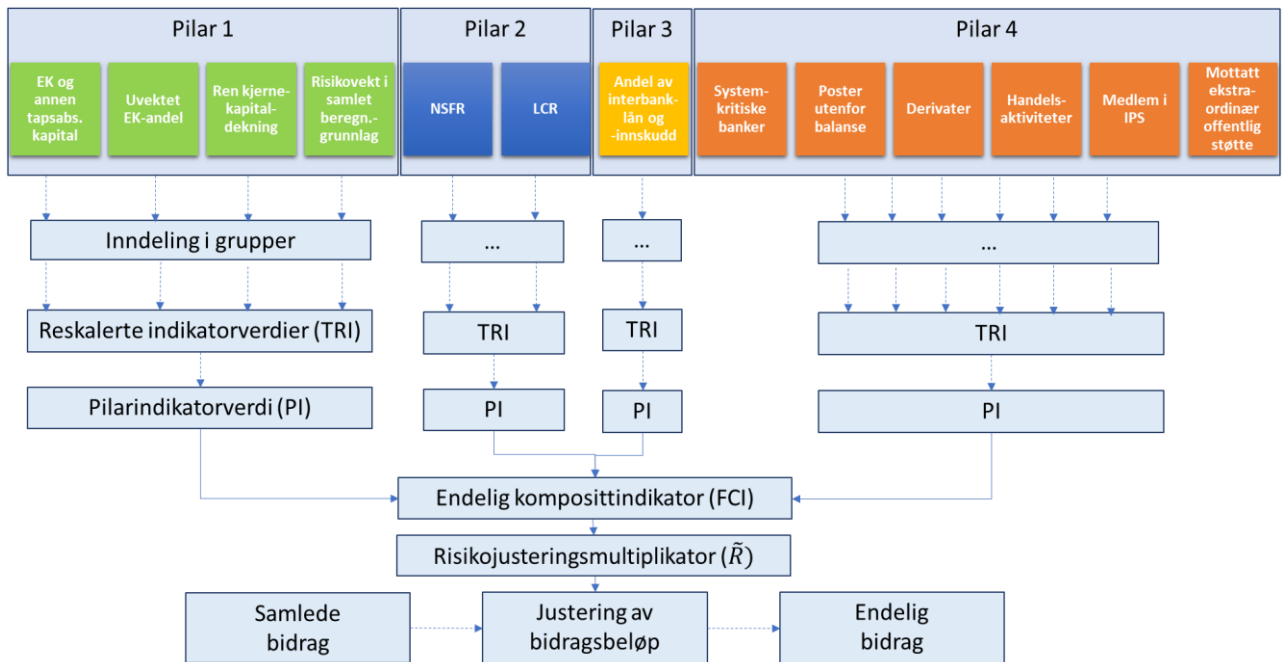 Pilar 1
Pilar 2
Pilar 3
Pilar 4
EK og
annen
tapsabs.
kapital
Uvektet
EK-andel
Ren kjerne-
kapital-
dekning
Risikovekt i
samlet
beregn.-
grunnlag
NSFR
LCR
Andel av
interbank-
lån og
-innskudd
System-
kritiske
banker
Poster
utenfor
balanse
Derivater
Handels-
aktiviteter
Medlem i
IPS
Mottatt
ekstra-
ordinær
offentlig
støtte
Inndeling i grupper
...
...
...
Reskalerte indikatorverdier (TRI)
TRI
TRI
TRI
Pilarindikatorverdi (PI)
PI
PI
PI
Endelig komposittindikator (FCI)
Risikojusteringsmultiplikator (R̃)
Samlede
bidrag
Justering av
bidragsbeløp
Endelig
bidrag